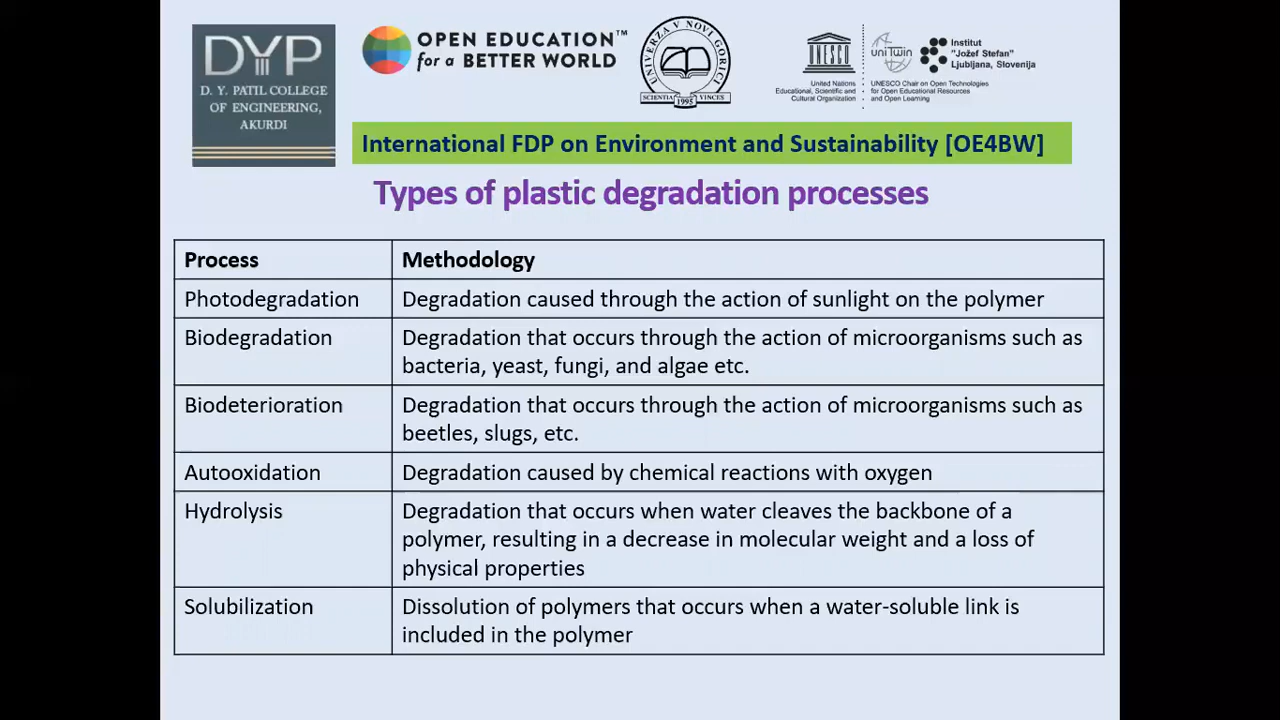 DYP
D. Y. PATIL COLLEGE
OF ENGINEERING,
AKURDI
OPEN EDUCATION™
for a BETTER WORLD
UNIVERZA V NOVI GORICI
SCIENTIA VINCES
1995
UNESCO
United Nations
Educational, Scientific and
Cultural Organization
uniTwin
UNESCO Chair on Open Technologies
for Open Educational Resources
and Open Learning
Institut
"Jožef Stefan"
Ljubljana, Slovenija
International FDP on Environment and Sustainability [OE4BW]
Types of plastic degradation processes
Process Methodology
Photodegradation Degradation caused through the action of sunlight on the polymer
Biodegradation Degradation that occurs through the action of microorganisms such as
bacteria, yeast, fungi, and algae etc.
Biodeterioration Degradation that occurs through the action of microorganisms such as
beetles, slugs, etc.
Autooxidation Degradation caused by chemical reactions with oxygen
Hydrolysis Degradation that occurs when water cleaves the backbone of a
polymer, resulting in a decrease in molecular weight and a loss of
physical properties
Solubilization Dissolution of polymers that occurs when a water-soluble link is
included in the polymer